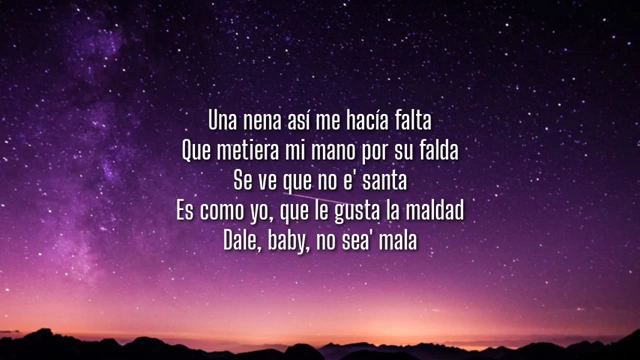 Una nena así me hacía falta
Que metiera mi mano por su falda
Se ve que no e' santa
Es como yo, que le gusta la maldad
Dale, baby, no sea' mala